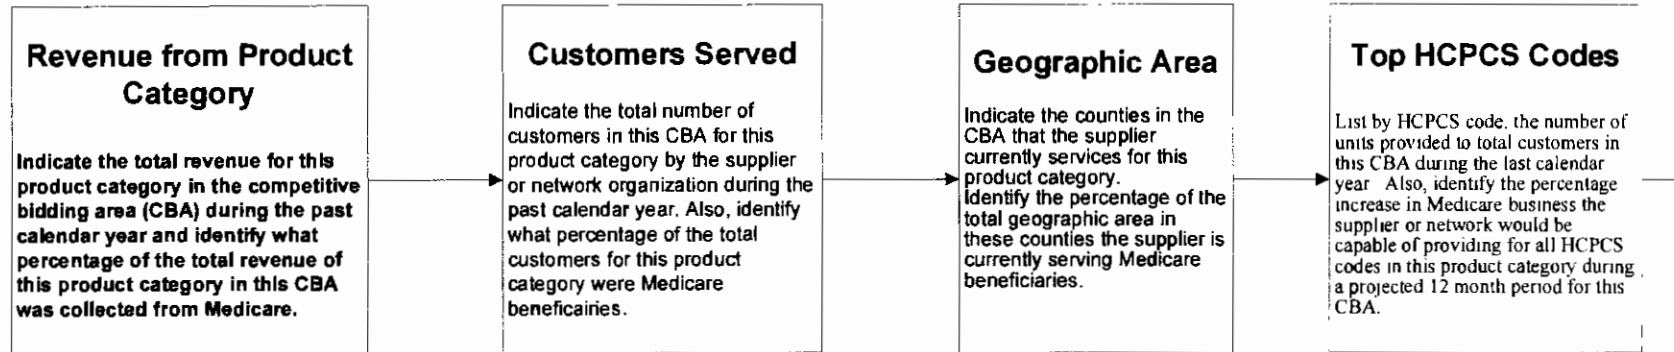 Revenue from Product
Category
Indicate the total revenue for this
product category in the competitive
bidding area (CBA) during the past
calendar year and identify what
percentage of the total revenue of
this product category in this CBA
was collected from Medicare.
Customers Served
Indicate the total number of
customers in this CBA for this
product category by the supplier
or network organization during the
past calendar year. Also, identify
what percentage of the total
customers for this product
category were Medicare
beneficairies.
Geographic Area
Indicate the counties in the
CBA that the supplier
currently services for this
product category.
Identify the percentage of the
total geographic area in
these counties the supplier is
currently serving Medicare
beneficiaries.
Top HCPCS Codes
List by HCPCS code. the number of
units provided to total customers in
this CBA during the last calendar
year Also, identify the percentage
increase in Medicare business the
supplier or network would be
capable of providing for all HCPCS
codes in this product category during
a projected 12 month period for this
CBA.